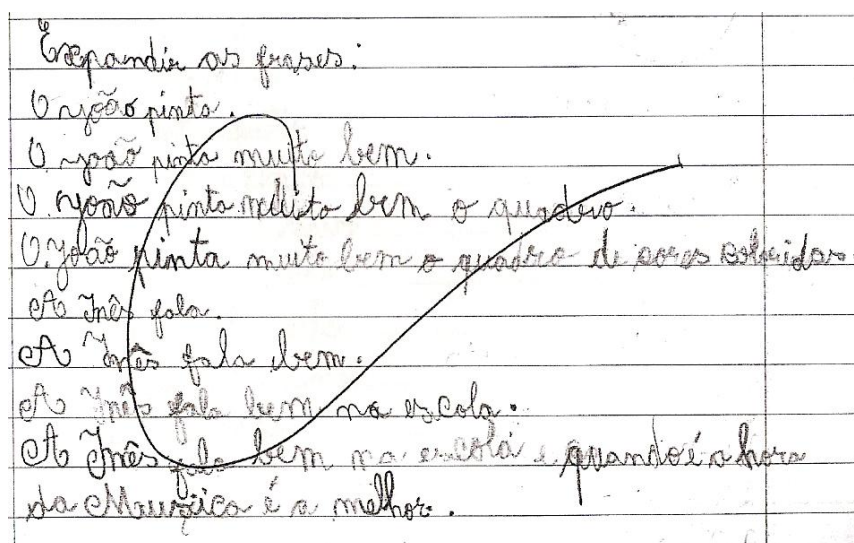 Expandir as frases:
O João pinta.
O João pinta muito bem.
O João pinta muito bem o quadro.
O João pinta muito bem o quadro de cores coloridas.
A Inês fala.
A Inês fala bem.
A Inês fala bem na escola.
A Inês fala bem na escola e quando é a hora
da é a melhor.